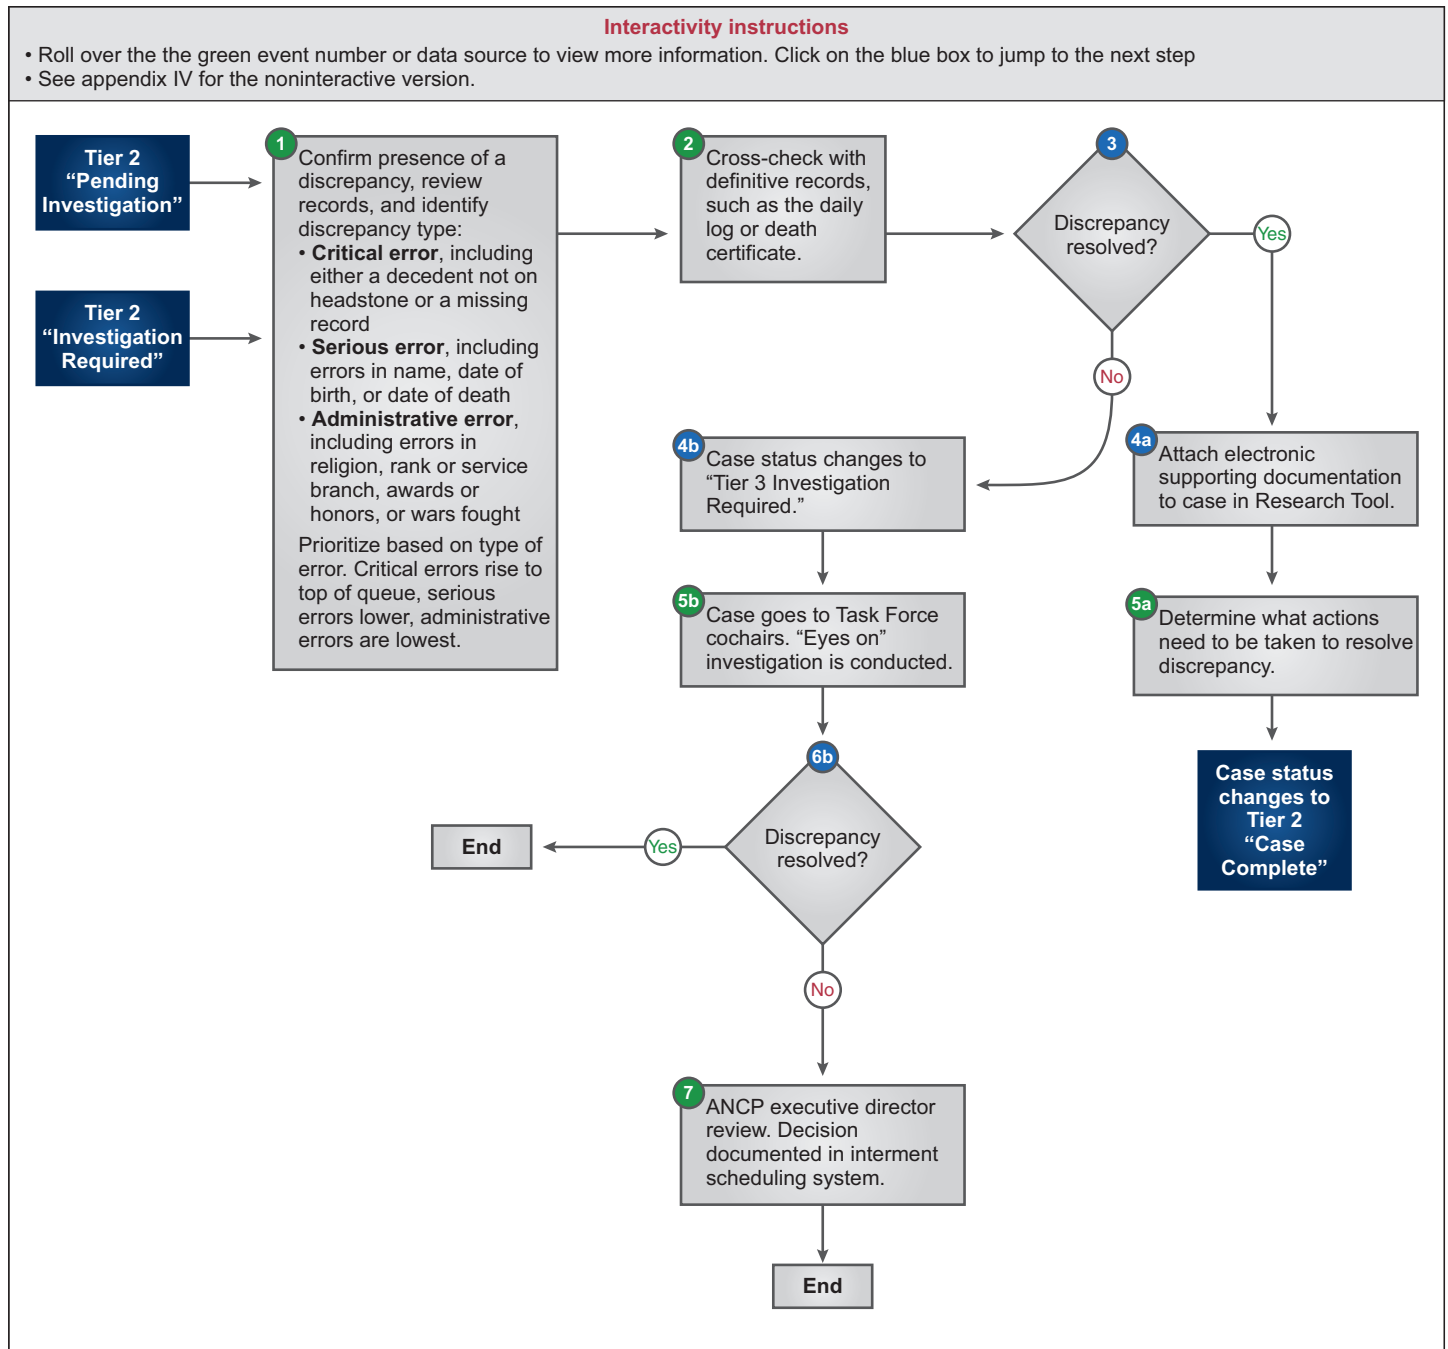 Interactivity instructions
• Roll over the the green event number or data source to view more information. Click on the blue box to jump to the next step
• See appendix IV for the noninteractive version.
Tier 2
“Pending
Investigation”
Tier 2
“Investigation
Required”
1
Confirm presence of a
discrepancy, review
records, and identify
discrepancy type:
• Critical error, including
either a decedent not on
headstone or a missing
record
• Serious error, including
errors in name, date of
birth, or date of death
• Administrative error,
including errors in
religion, rank or service
branch, awards or
honors, or wars fought
Prioritize based on type of
error. Critical errors rise to
top of queue, serious
errors lower, administrative
errors are lowest.
2
Cross-check with
definitive records,
such as the daily
log or death
certificate.
3
Discrepancy
resolved?
Yes
No
4b
Case status changes to
“Tier 3 Investigation
Required.”
4a
Attach electronic
supporting documentation
to case in Research Tool.
5b
Case goes to Task Force
cochairs. “Eyes on”
investigation is conducted.
5a
Determine what actions
need to be taken to resolve
discrepancy.
6b
Discrepancy
resolved?
Yes
End
Case status
changes to
Tier 2
“Case
Complete”
No
7
ANCP executive director
review. Decision
documented in interment
scheduling system.
End